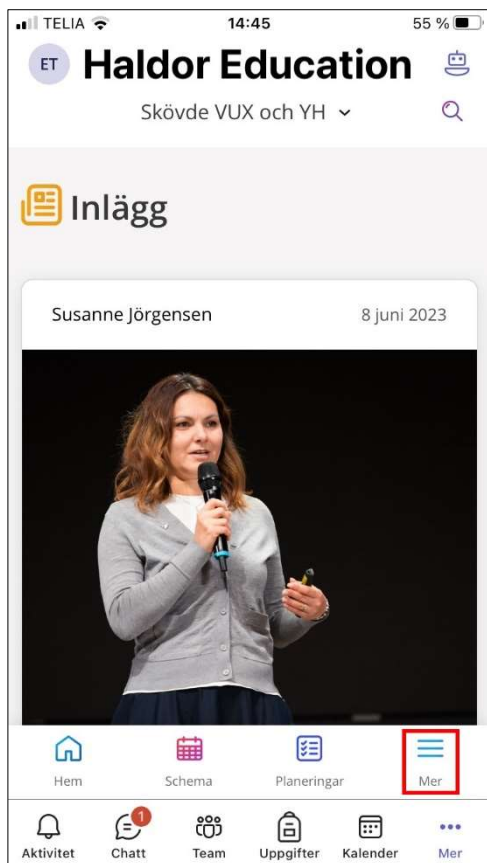 TELIA 14:45 55 %
ET Haldor Education
Skövde VUX och YH
Inlägg
Susanne Jörgensen 8 juni 2023
Hem Schema Planeringar Mer
1
Aktivitet Chatt Team Uppgifter Kalender Mer